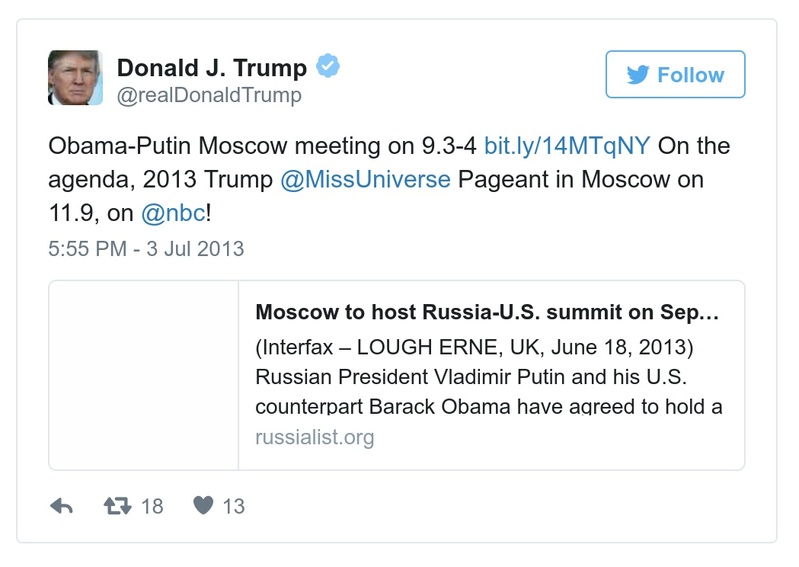 Donald J. Trump
@realDonaldTrump
Follow
Obama-Putin Moscow meeting on 9.3-4 bit.ly/14MTqNY On the
agenda, 2013 Trump @MissUniverse Pageant in Moscow on
11.9, on @nbc!
5:55 PM - 3 Jul 2013
Moscow to host Russia-U.S. summit on Sep…
(Interfax – LOUGH ERNE, UK, June 18, 2013)
Russian President Vladimir Putin and his U.S.
counterpart Barack Obama have agreed to hold a
russialist.org
18
13